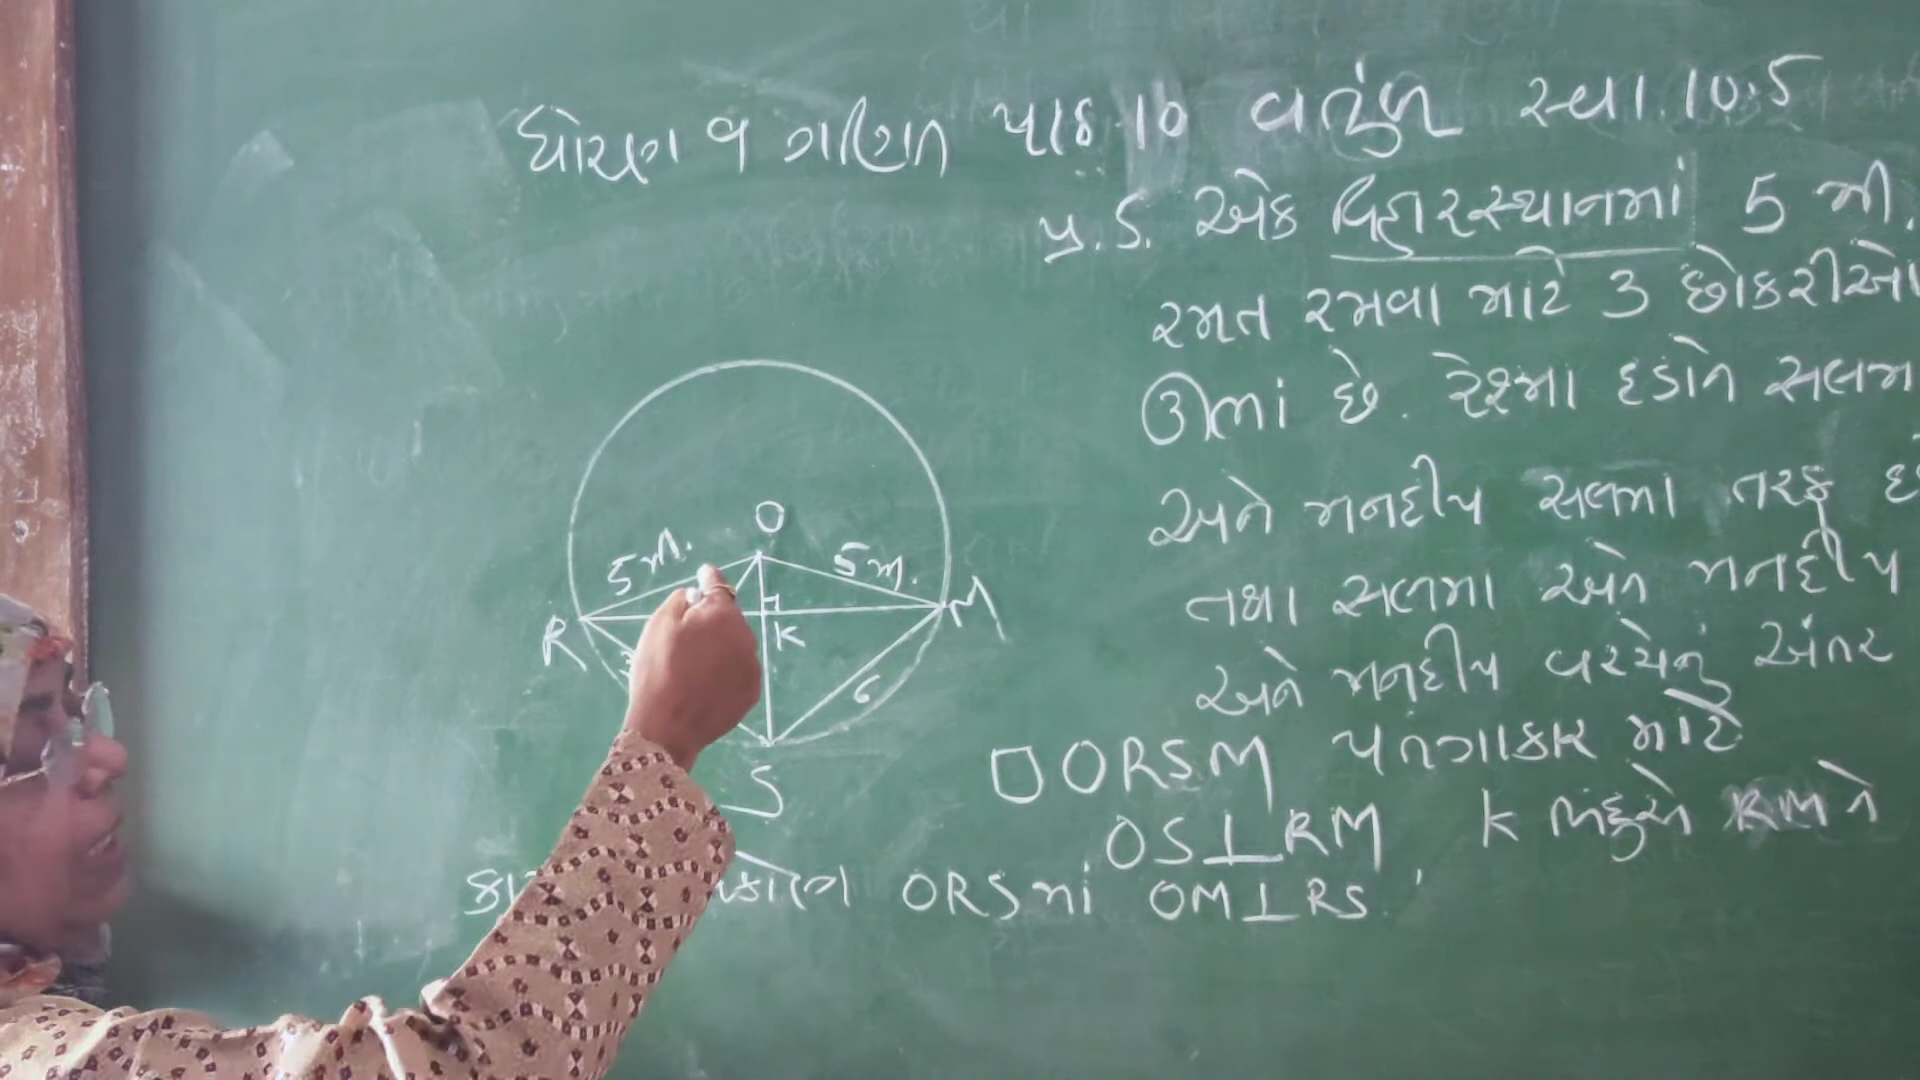 ધોરણ 9 ગણિત પાઠ 10 વર્તુળ સ્વા. 10.5
પ્ર. 5. એક વિહારસ્થાનમાં 5 મી.
રમત રમવા માટે 3 છોકરીઓ
ઊભાં છે. રેશ્મા દડાને સલમા
અને મનદીપ સલમા તરફ
તથા સલમા અને મનદીપ
અને મનદીપ વચ્ચેનું અંતર
□ ORSM પતંગાકાર માટે
OS⊥RM, K બિંદુએ RM ને
ORS માં OM⊥RS
O
5 મી. 5 મી.
R K M
6
S